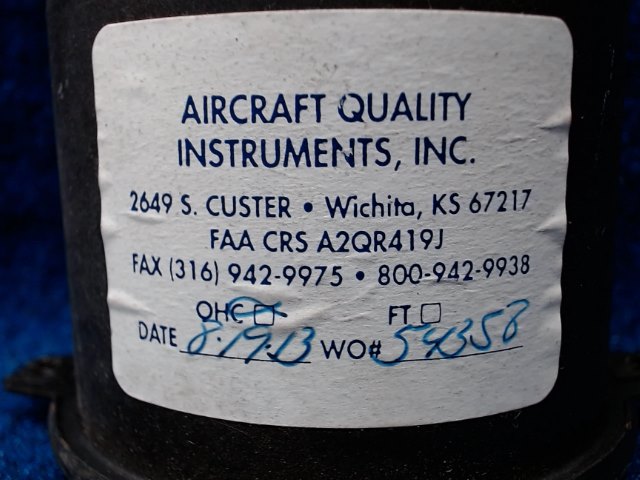 AIRCRAFT QUALITY
INSTRUMENTS, INC.
2649 S. CUSTER • Wichita, KS 67217
FAA CRS A2QR419J
FAX (316) 942-9975 • 800-942-9938
OHC ☐ FT ☐
DATE 8.19.13 WO# 54358